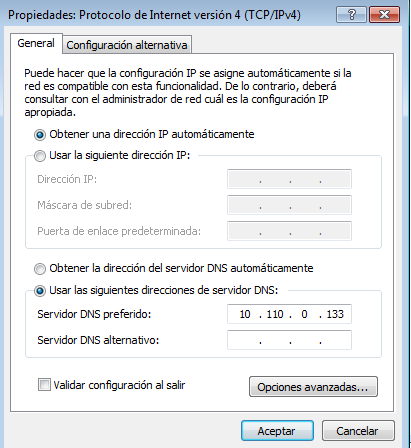 Propiedades: Protocolo de Internet versión 4 (TCP/IPv4)
General
Configuración alternativa
Puede hacer que la configuración IP se asigne automáticamente si la
red es compatible con esta funcionalidad. De lo contrario, deberá
consultar con el administrador de red cuál es la configuración IP
apropiada.
Obtener una dirección IP automáticamente
Usar la siguiente dirección IP:
Dirección IP: . . .
Máscara de subred: . . .
Puerta de enlace predeterminada: . . .
Obtener la dirección del servidor DNS automáticamente
Usar las siguientes direcciones de servidor DNS:
Servidor DNS preferido: 10 . 110 . 0 . 133
Servidor DNS alternativo: . . .
Validar configuración al salir
Opciones avanzadas...
Aceptar
Cancelar